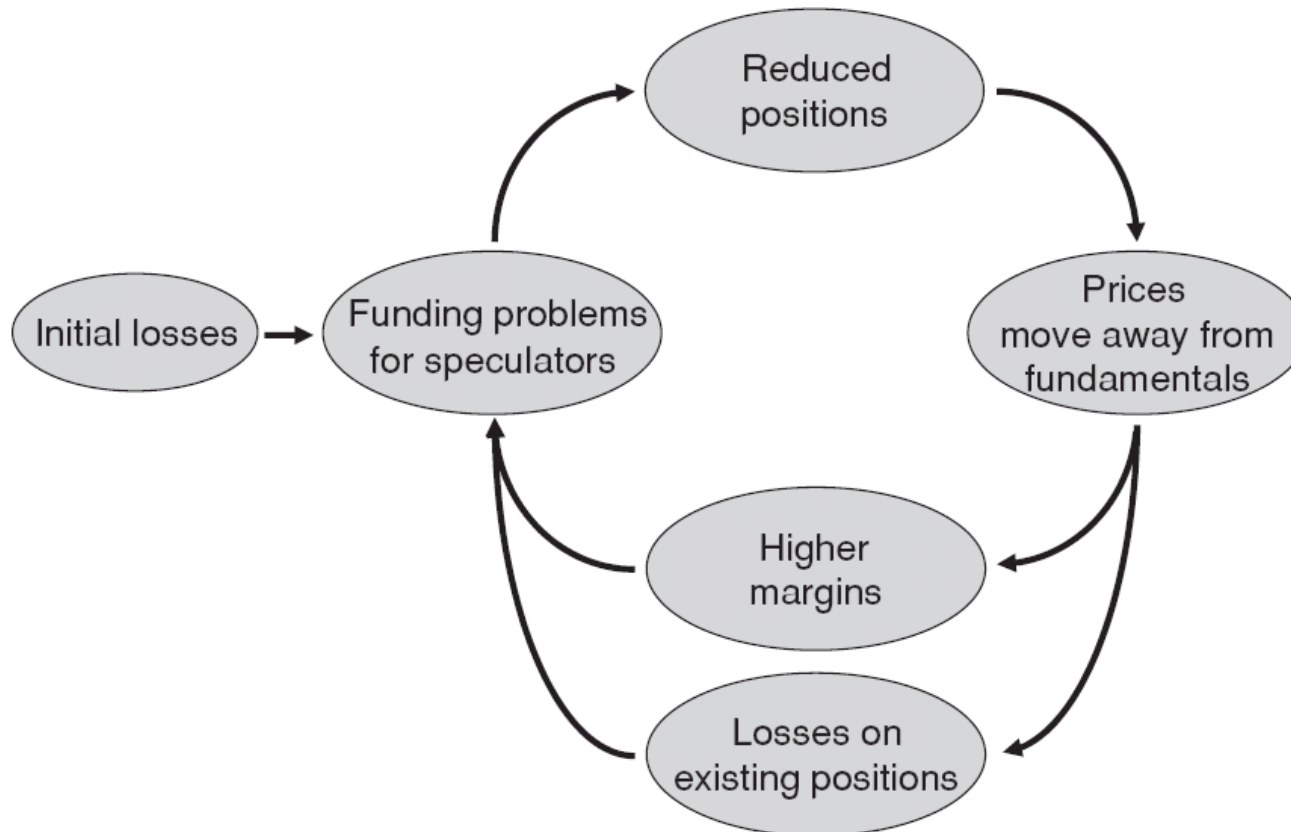 Reduced
positions
Initial losses
Funding problems
for speculators
Prices
move away from
fundamentals
Higher
margins
Losses on
existing positions